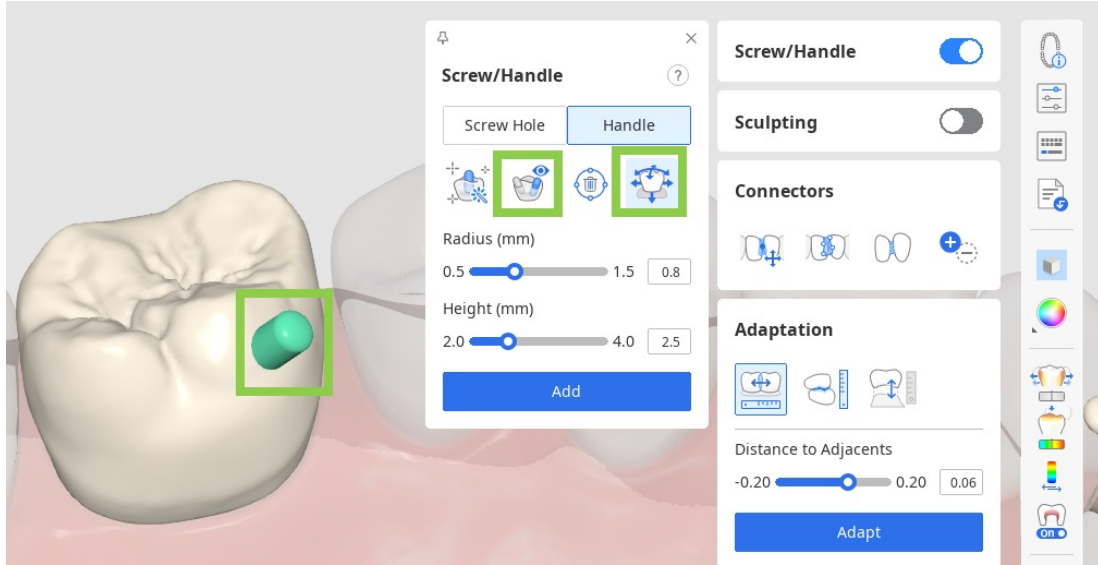 Screw/Handle
?
Screw Hole
Handle
Radius (mm)
0.5
1.5
0.8
Height (mm)
2.0
4.0
2.5
Add
Screw/Handle
Sculpting
Connectors
Adaptation
Distance to Adjacents
-0.20
0.20
0.06
Adapt
On